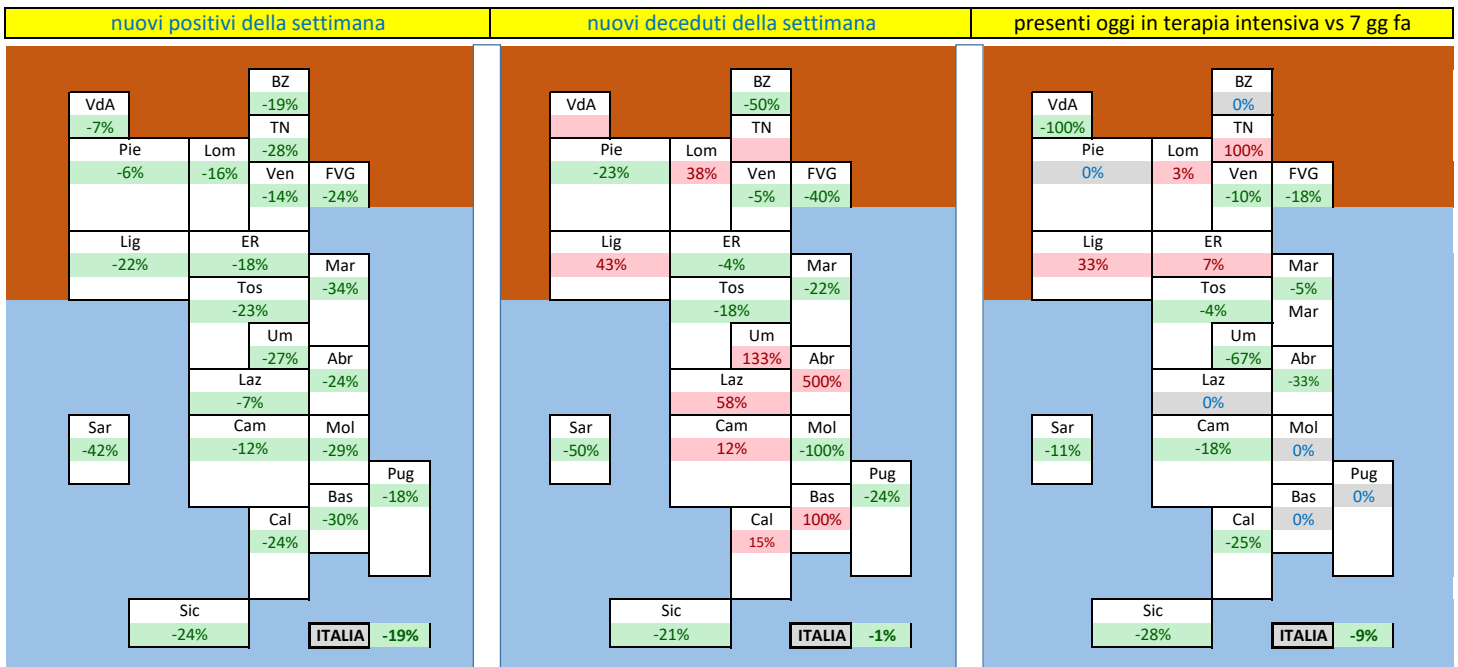 nuovi positivi della settimana
BZ
VdA -19%
-7% TN
Pie Lom -28%
-6% -16% Ven FVG
-14% -24%
Lig ER
-22% -18% Mar
Tos -34%
-23%
Um
-27% Abr
Laz -24%
-7%
Sar Cam Mol
-42% -12% -29%
Pug
Bas -18%
Cal -30%
-24%
Sic
-24% ITALIA -19%
nuovi deceduti della settimana
BZ
VdA -50%
TN
Pie Lom
-23% 38% Ven FVG
-5% -40%
Lig ER
43% -4% Mar
Tos -22%
-18%
Um
133% Abr
Laz 500%
58%
Sar Cam Mol
-50% 12% -100%
Pug
Bas -24%
Cal 100%
15%
Sic
-21% ITALIA -1%
presenti oggi in terapia intensiva vs 7 gg fa
BZ
VdA 0%
-100% TN
Pie Lom 100%
0% 3% Ven FVG
-10% -18%
Lig ER
33% 7% Mar
Tos -5%
-4% Mar
Um
-67% Abr
Laz -33%
0%
Sar Cam Mol
-11% -18% 0%
Pug
Bas 0%
Cal 0%
-25%
Sic
-28% ITALIA -9%